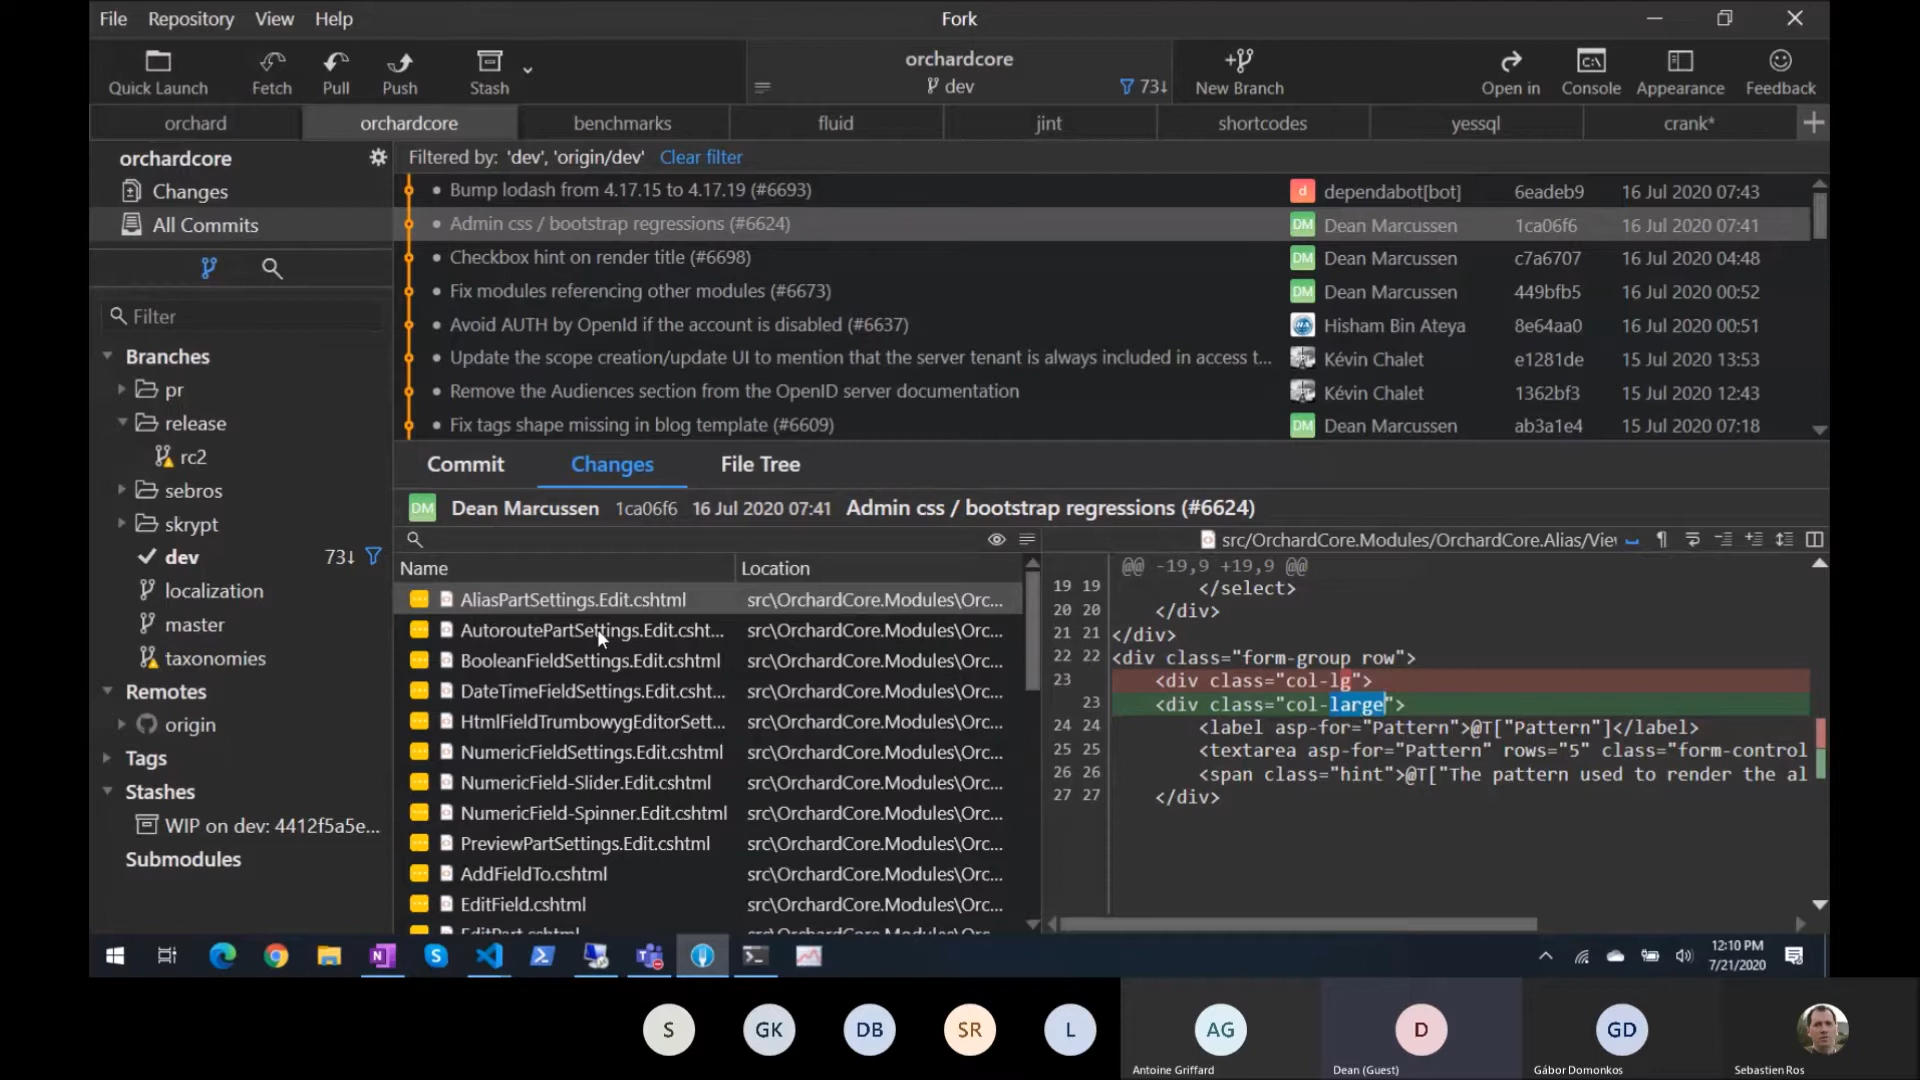 File Repository View Help Fork
Quick Launch Fetch Pull Push Stash
orchardcore
dev 73↓
New Branch Open in Console Appearance Feedback
orchard orchardcore benchmarks fluid jint shortcodes yessql crank*
orchardcore
Changes
All Commits
Filter
Branches
pr
release
rc2
sebros
skrypt
dev 73↓
localization
master
taxonomies
Remotes
origin
Tags
Stashes
WIP on dev: 4412f5a5e...
Submodules
Filtered by: 'dev', 'origin/dev' Clear filter
Bump lodash from 4.17.15 to 4.17.19 (#6693) d dependabot[bot] 6eadeb9 16 Jul 2020 07:43
Admin css / bootstrap regressions (#6624) DM Dean Marcussen 1ca06f6 16 Jul 2020 07:41
Checkbox hint on render title (#6698) DM Dean Marcussen c7a6707 16 Jul 2020 04:48
Fix modules referencing other modules (#6673) DM Dean Marcussen 449bfb5 16 Jul 2020 00:52
Avoid AUTH by OpenId if the account is disabled (#6637) Hisham Bin Ateya 8e64aa0 16 Jul 2020 00:51
Update the scope creation/update UI to mention that the server tenant is always included in access t... Kévin Chalet e1281de 15 Jul 2020 13:53
Remove the Audiences section from the OpenID server documentation Kévin Chalet 1362bf3 15 Jul 2020 12:43
Fix tags shape missing in blog template (#6609) DM Dean Marcussen ab3a1e4 15 Jul 2020 07:18
Commit Changes File Tree
DM Dean Marcussen 1ca06f6 16 Jul 2020 07:41 Admin css / bootstrap regressions (#6624)
Name Location
AliasPartSettings.Edit.cshtml src\OrchardCore.Modules\Orc...
AutoroutePartSettings.Edit.csht... src\OrchardCore.Modules\Orc...
BooleanFieldSettings.Edit.cshtml src\OrchardCore.Modules\Orc...
DateTimeFieldSettings.Edit.csht... src\OrchardCore.Modules\Orc...
HtmlFieldTrumbowygEditorSett... src\OrchardCore.Modules\Orc...
NumericFieldSettings.Edit.cshtml src\OrchardCore.Modules\Orc...
NumericField-Slider.Edit.cshtml src\OrchardCore.Modules\Orc...
NumericField-Spinner.Edit.cshtml src\OrchardCore.Modules\Orc...
PreviewPartSettings.Edit.cshtml src\OrchardCore.Modules\Orc...
AddFieldTo.cshtml src\OrchardCore.Modules\Orc...
EditField.cshtml src\OrchardCore.Modules\Orc...
EditPart.cshtml src\OrchardCore.Modules\Orc...
src/OrchardCore.Modules/OrchardCore.Alias/Vie
@@ -19,9 +19,9 @@
19 19 </select>
20 20 </div>
21 21 </div>
22 22 <div class="form-group row">
23 <div class="col-lg">
23 <div class="col-large">
24 24 <label asp-for="Pattern">@T["Pattern"]</label>
25 25 <textarea asp-for="Pattern" rows="5" class="form-control
26 26 <span class="hint">@T["The pattern used to render the al
27 27 </div>
12:10 PM
7/21/2020
S GK DB SR L AG D GD
Antoine Griffard Dean (Guest) Gábor Domonkos Sebastien Ros